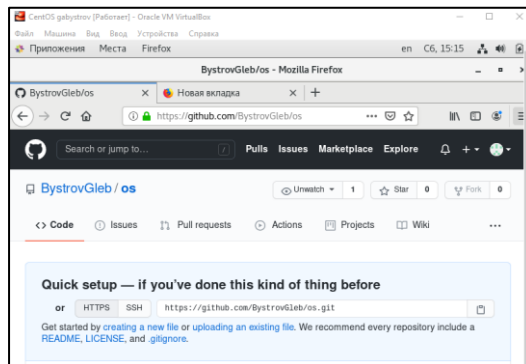 CentOS gabystrov [Работает] - Oracle VM VirtualBox
Файл Машина Вид Ввод Устройства Справка
Приложения Места Firefox en Сб, 15:15
BystrovGleb/os - Mozilla Firefox
BystrovGleb/os Новая вкладка
https://github.com/BystrovGleb/os
Search or jump to... / Pulls Issues Marketplace Explore
BystrovGleb / os Unwatch 1 Star 0 Fork 0
Code Issues Pull requests Actions Projects Wiki
Quick setup — if you've done this kind of thing before
or HTTPS SSH https://github.com/BystrovGleb/os.git
Get started by creating a new file or uploading an existing file. We recommend every repository include a
README, LICENSE, and .gitignore.